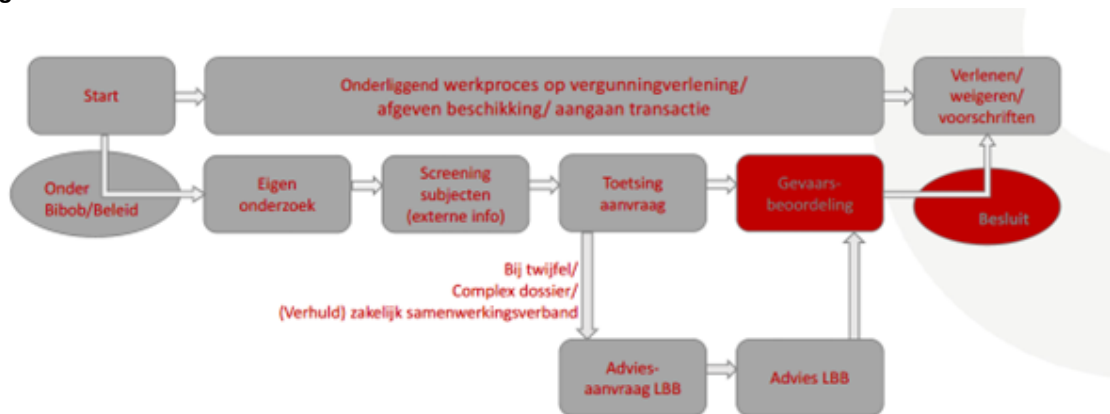 Start
Onderliggend werkproces op vergunningverlening/
afgeven beschikking/ aangaan transactie
Verlenen/
weigeren/
voorschriften
Onder
Bibob/Beleid
Eigen
onderzoek
Screening
subjecten
(externe info)
Toetsing
aanvraag
Gevaars-
beoordeling
Besluit
Bij twijfel/
Complex dossier/
(Verhuld) zakelijk samenwerkingsverband
Advies-
aanvraag LBB
Advies LBB